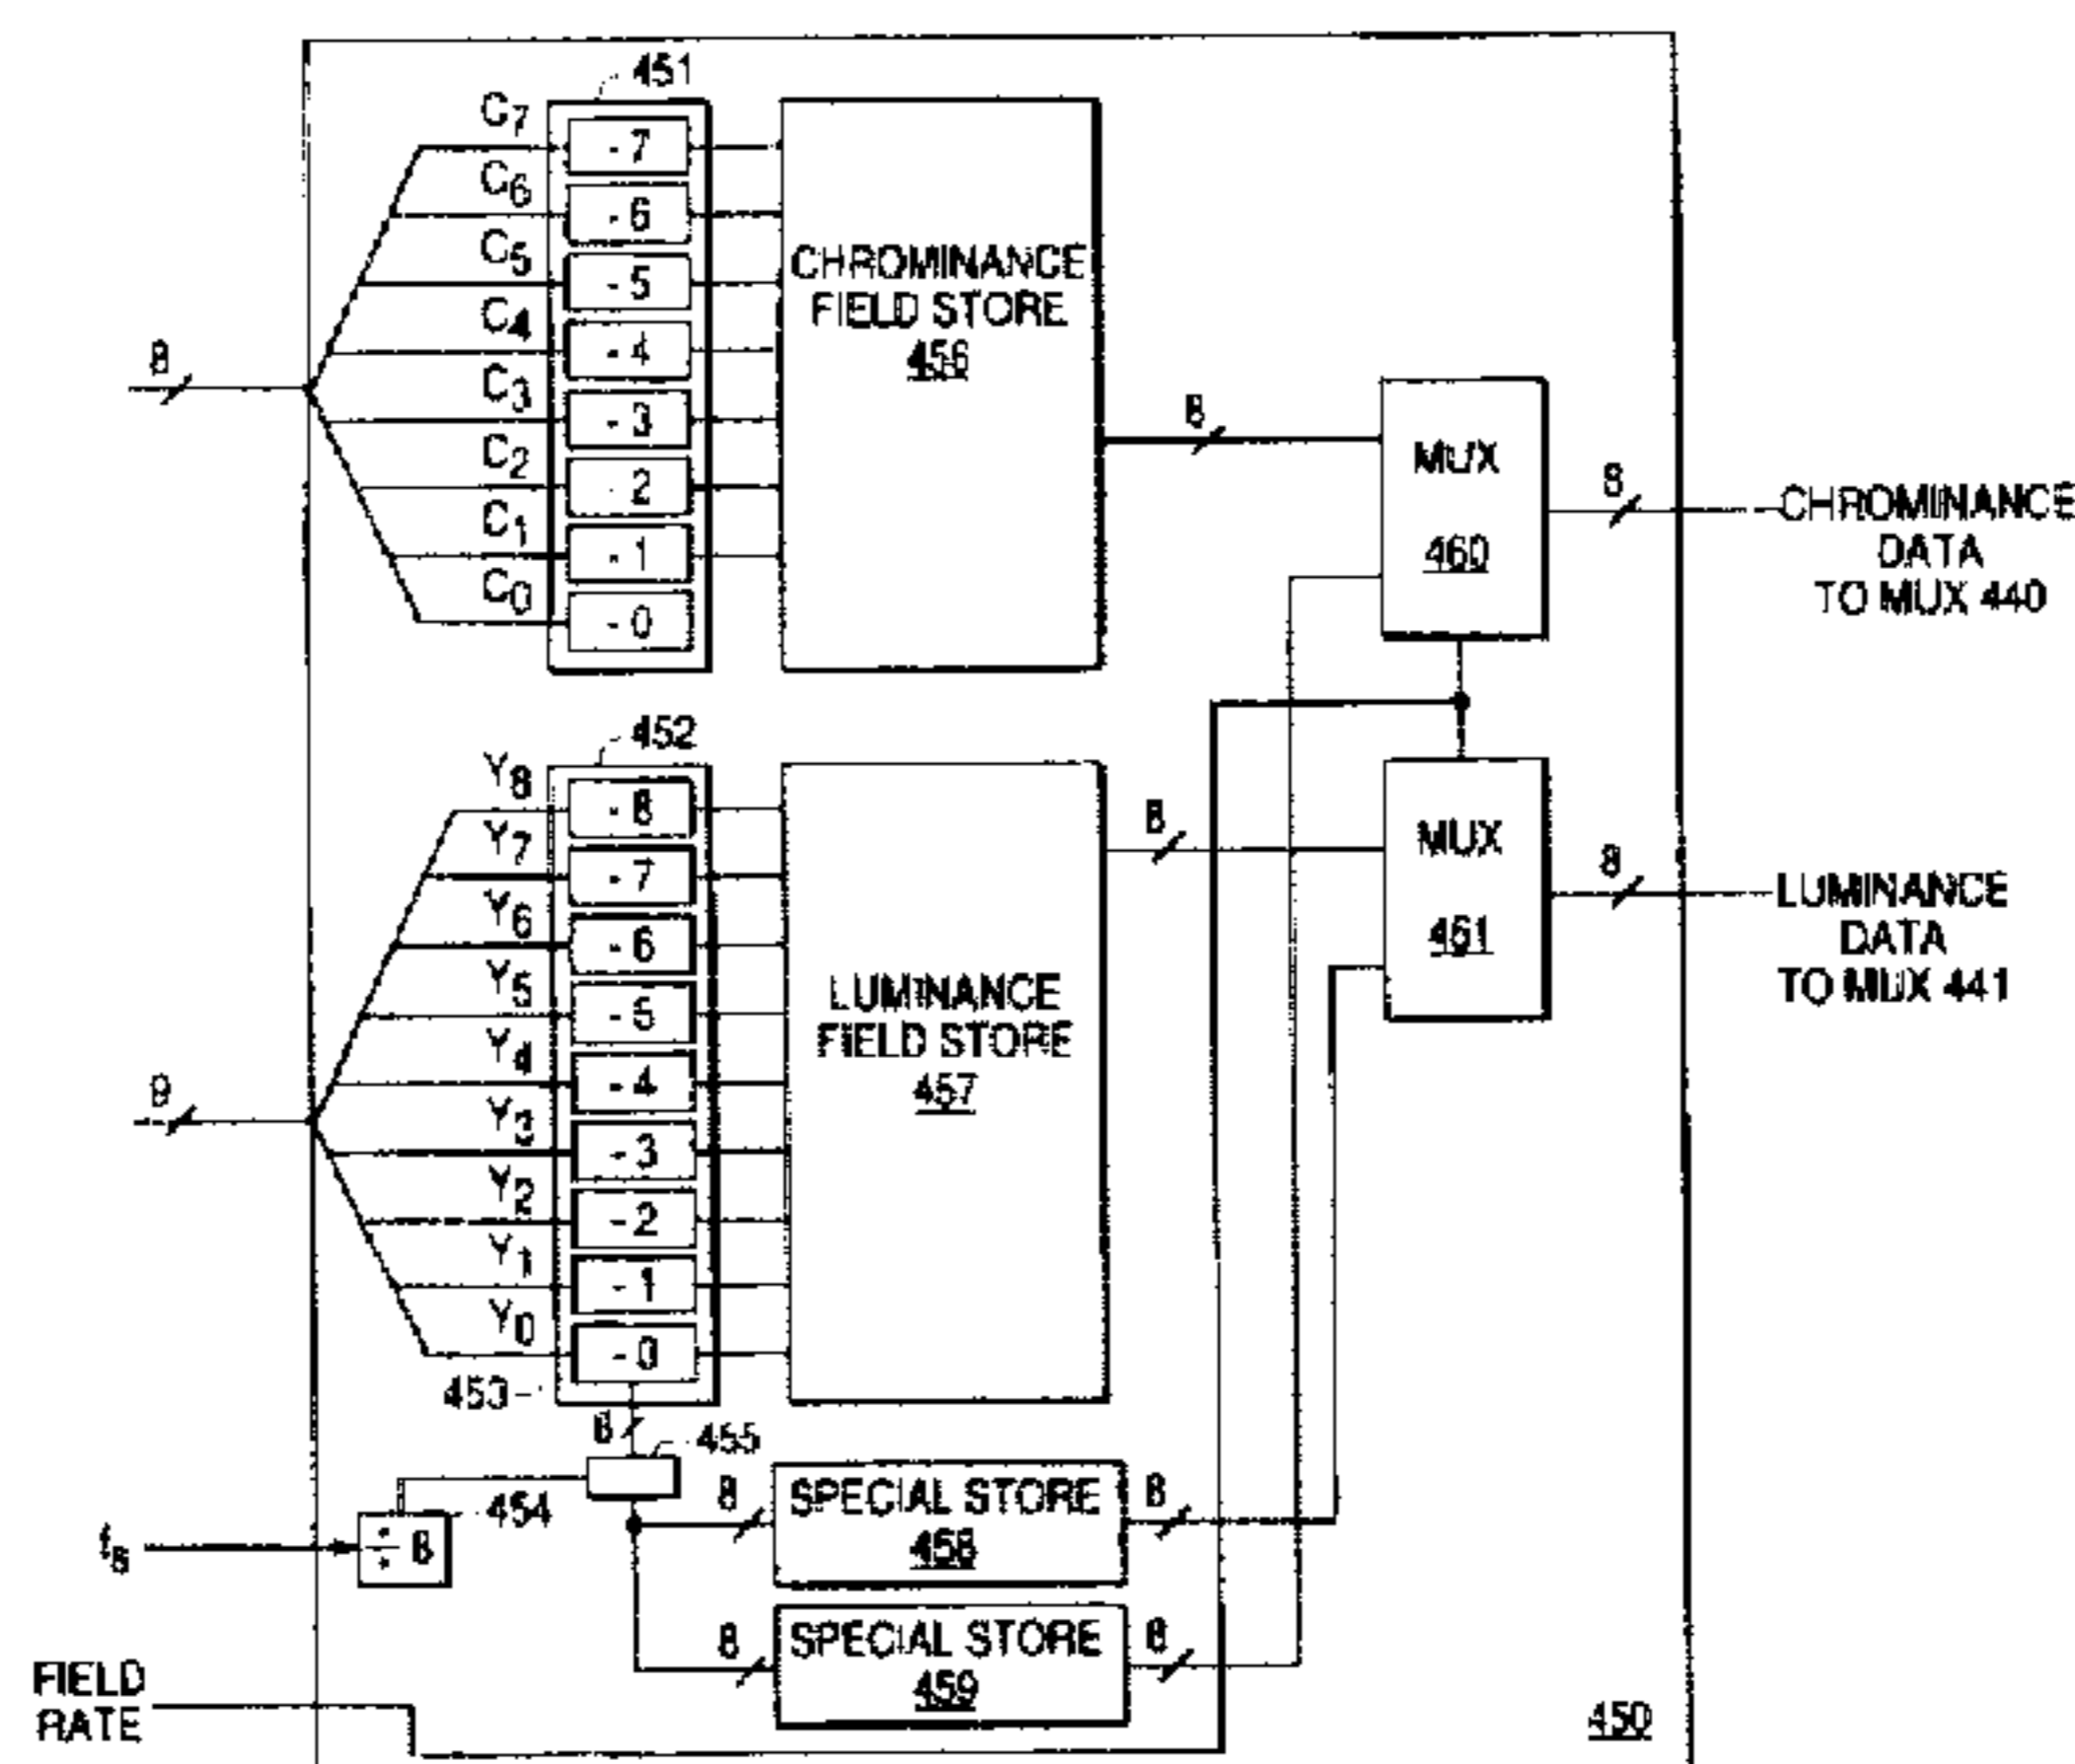 451
C7
- 7
C6
- 6
C5
- 5
C4
- 4
C3
- 3
C2
- 2
C1
- 1
C0
- 0
8
CHROMINANCE
FIELD STORE
456
8
MUX
460
8
CHROMINANCE
DATA
TO MUX 440
452
Y8
- 8
Y7
- 7
Y6
- 6
Y5
- 5
Y4
- 4
Y3
- 3
Y2
- 2
Y1
- 1
Y0
- 0
9
453
LUMINANCE
FIELD STORE
457
8
MUX
461
8
LUMINANCE
DATA
TO MUX 441
8
455
454
fs
÷ 8
8
SPECIAL STORE
458
8
8
SPECIAL STORE
459
8
FIELD
RATE
450